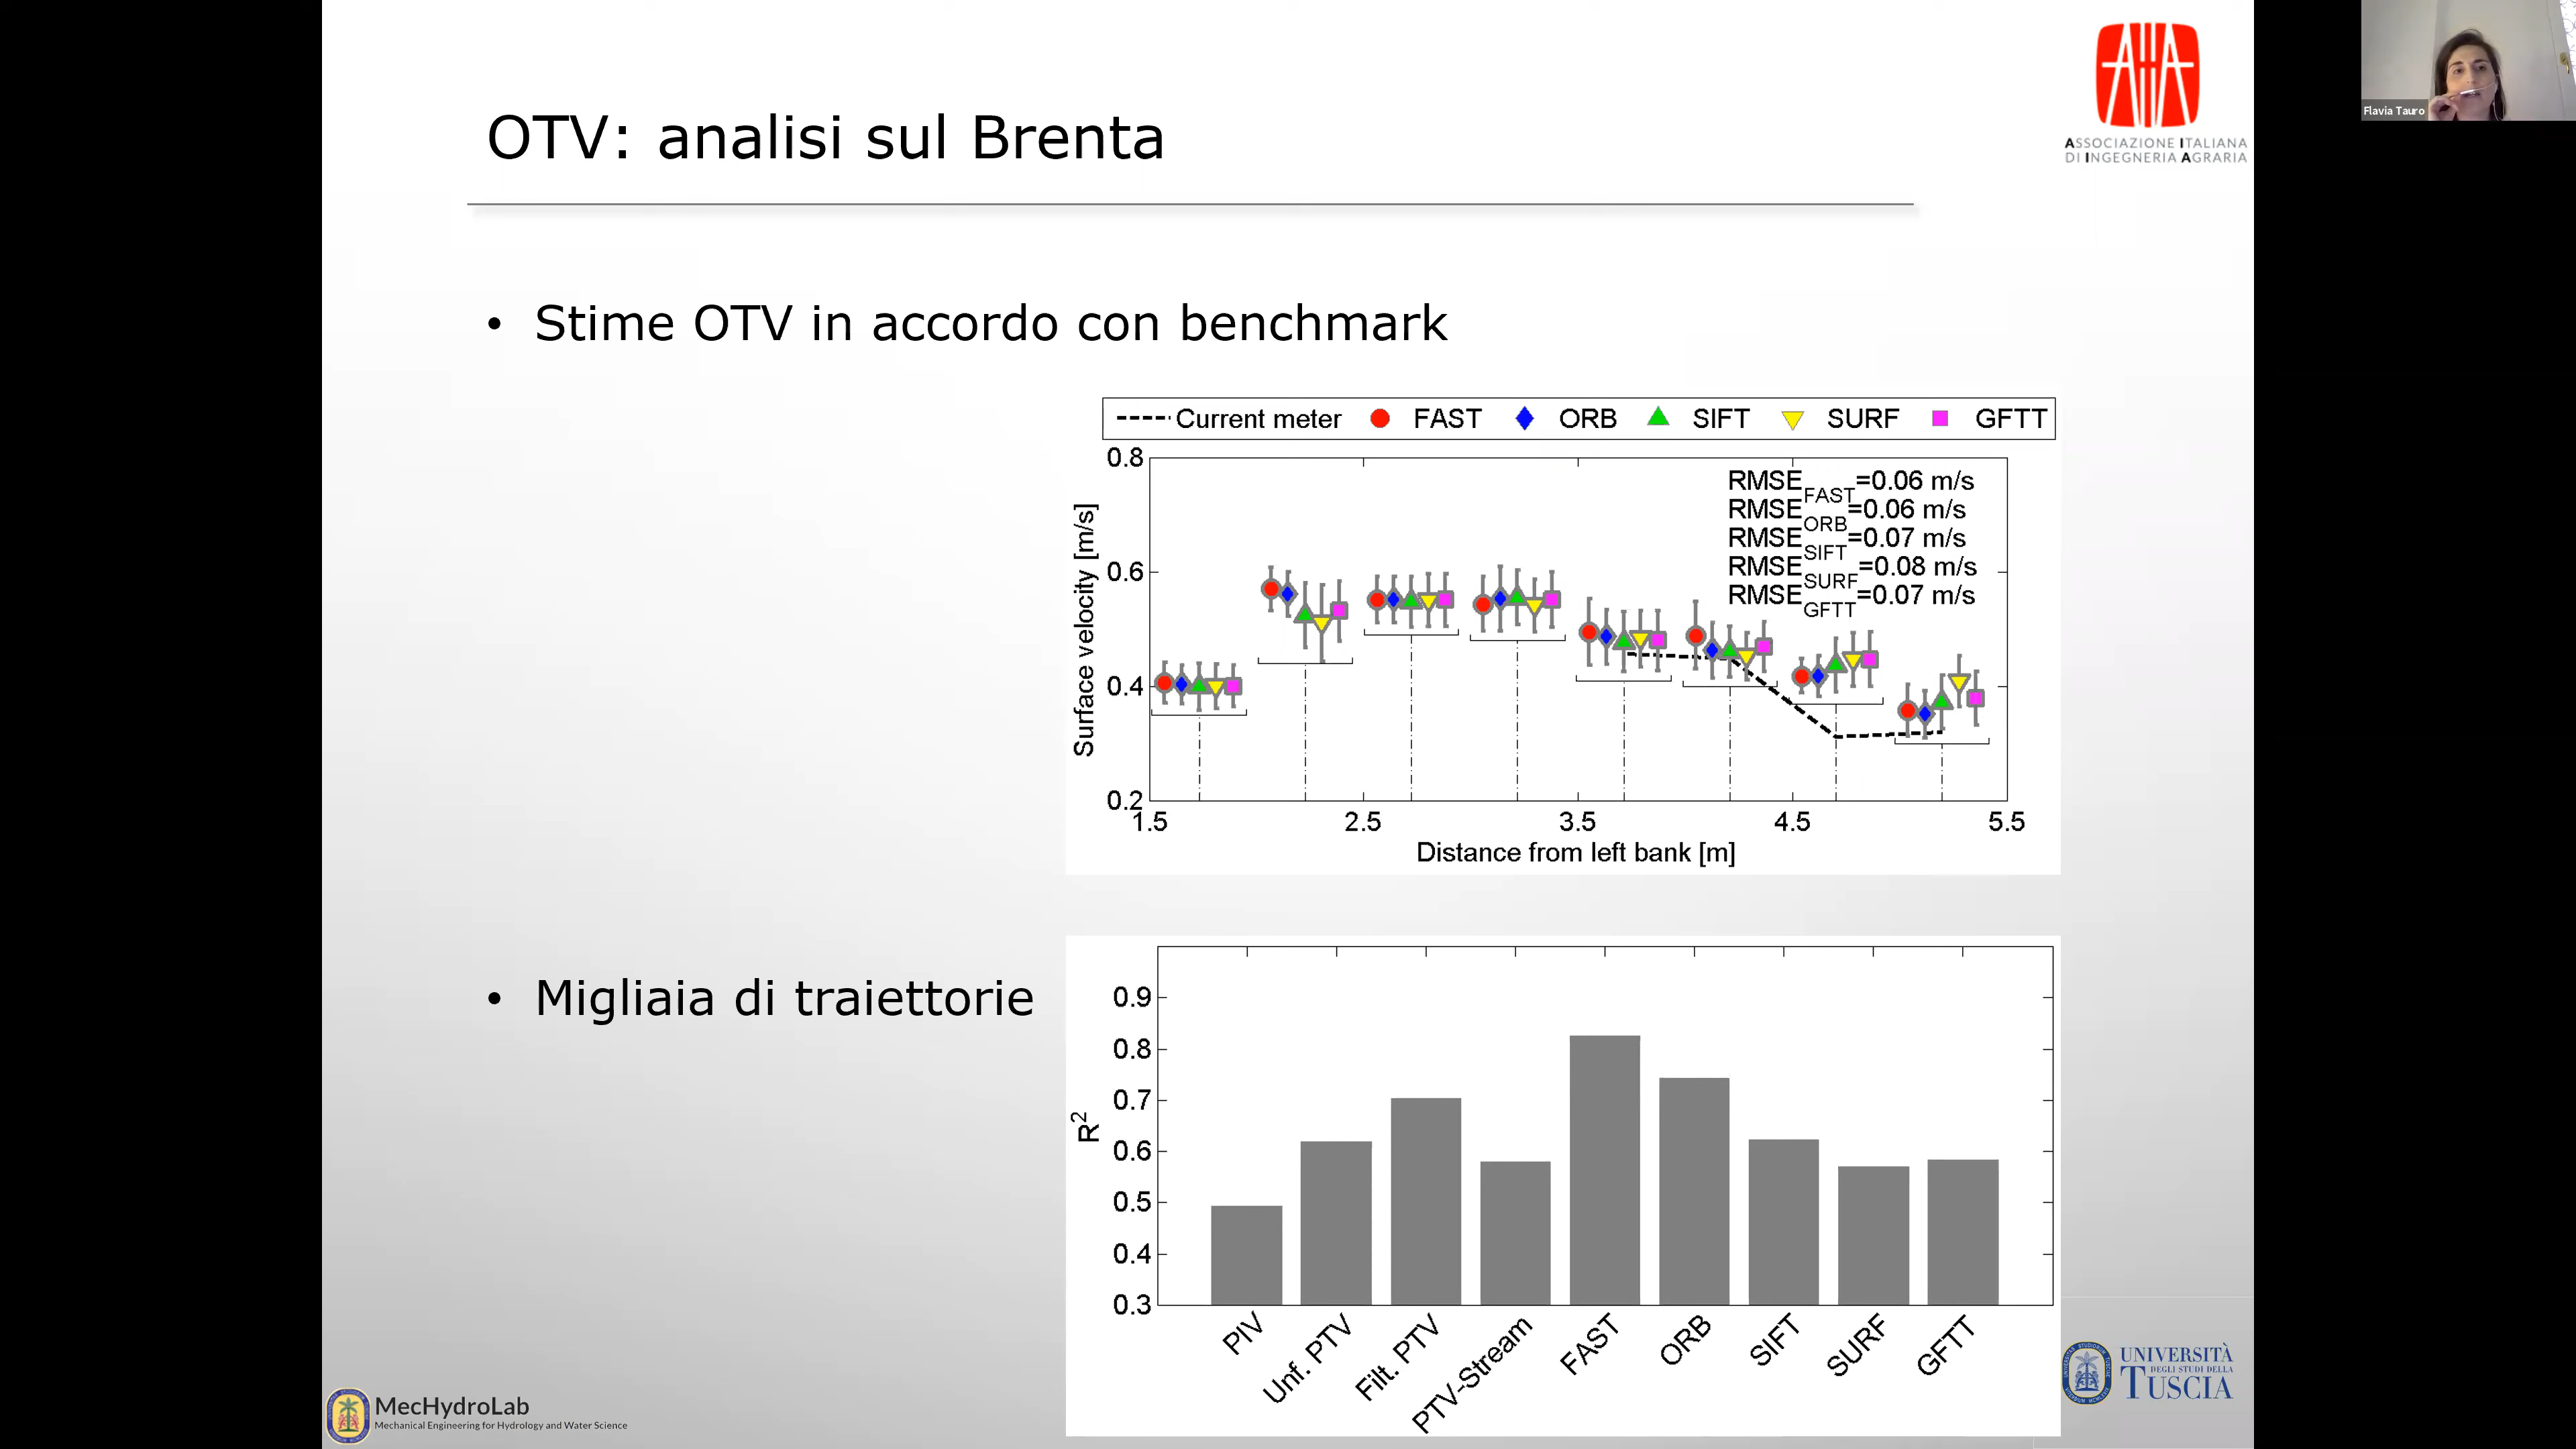 OTV: analisi sul Brenta
ASSOCIAZIONE ITALIANA
DI INGEGNERIA AGRARIA
Flavia Tauro
• Stime OTV in accordo con benchmark
Current meter FAST ORB SIFT SURF GFTT
RMSE_FAST=0.06 m/s
RMSE_ORB=0.06 m/s
RMSE_SIFT=0.07 m/s
RMSE_SURF=0.08 m/s
RMSE_GFTT=0.07 m/s
Surface velocity [m/s]
0.8
0.6
0.4
0.2
1.5 2.5 3.5 4.5 5.5
Distance from left bank [m]
• Migliaia di traiettorie
R²
0.9
0.8
0.7
0.6
0.5
0.4
0.3
PIV Unf. PTV Filt. PTV PTV-Stream FAST ORB SIFT SURF GFTT
MecHydroLab
Mechanical Engineering for Hydrology and Water Science
UNIVERSITÀ
DEGLI STUDI DELLA
TUSCIA